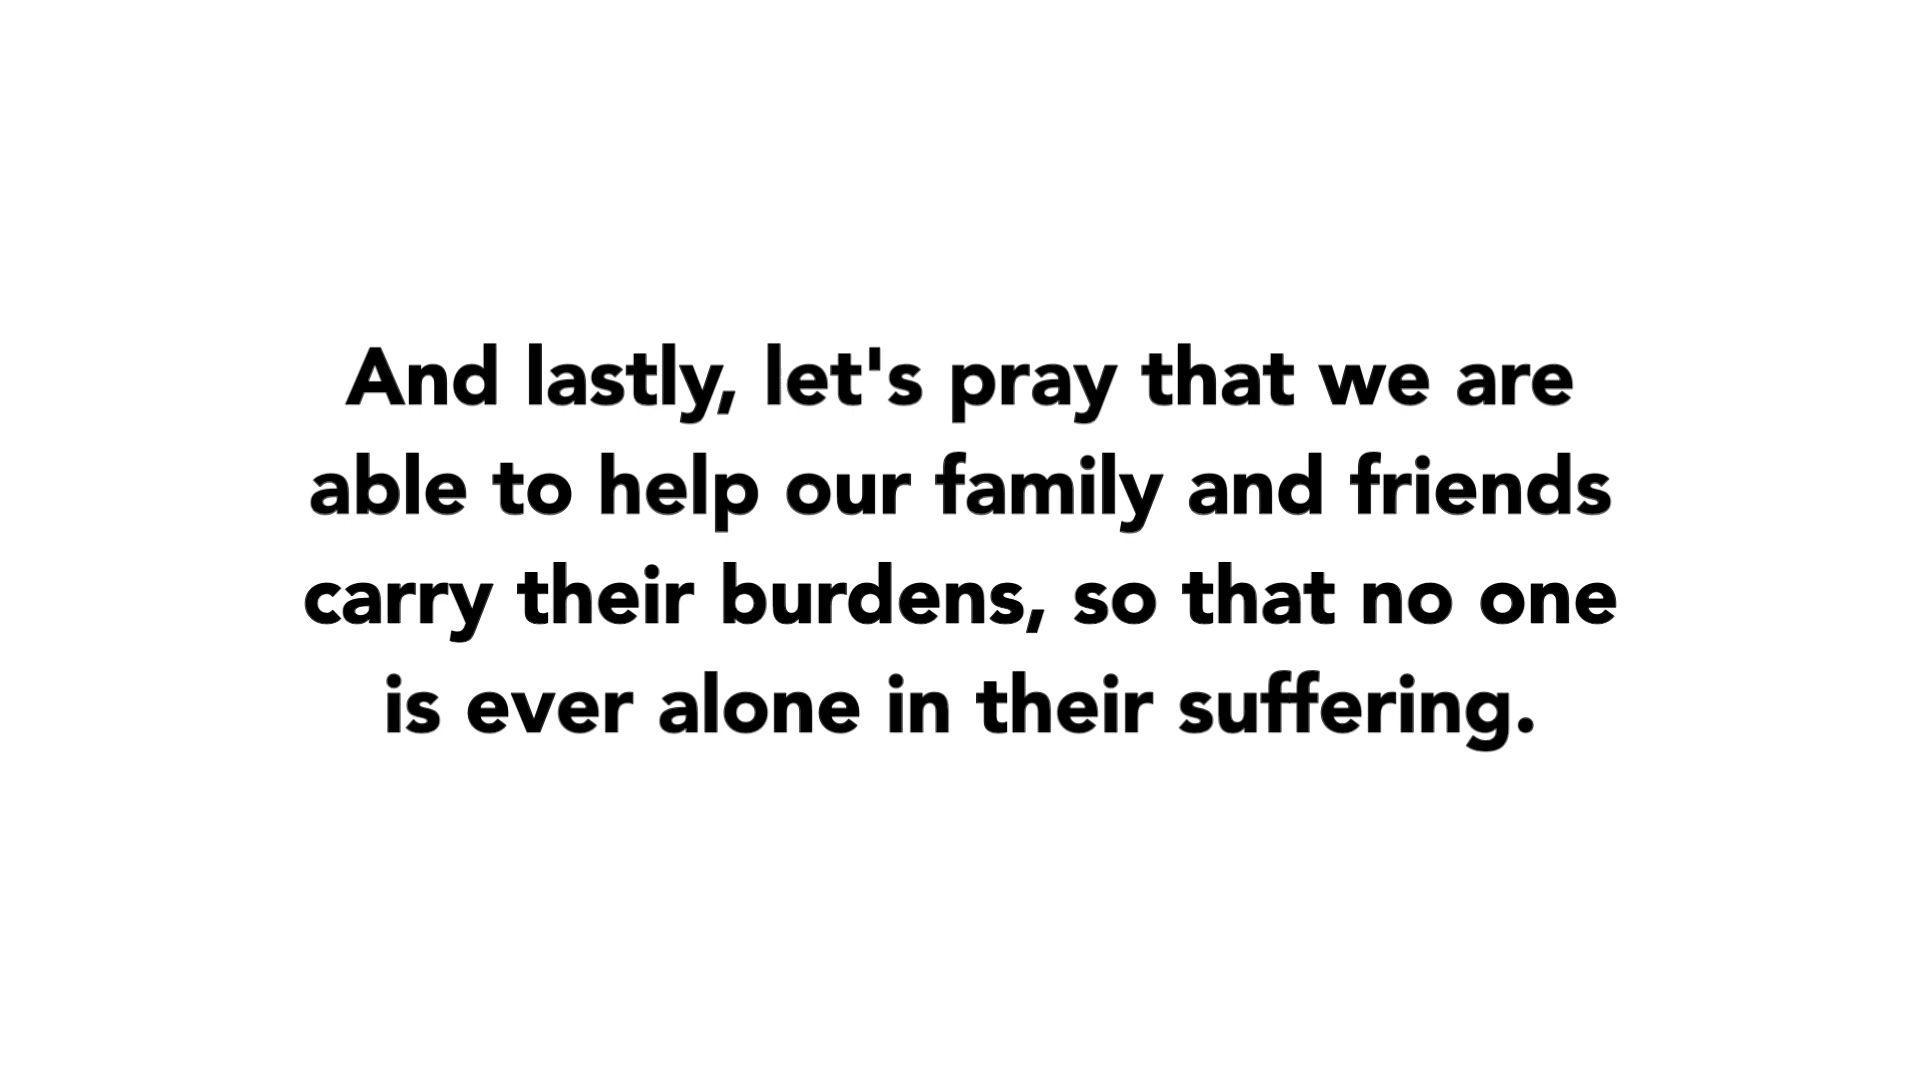 And lastly, let's pray that we are
able to help our family and friends
carry their burdens, so that no one
is ever alone in their suffering.